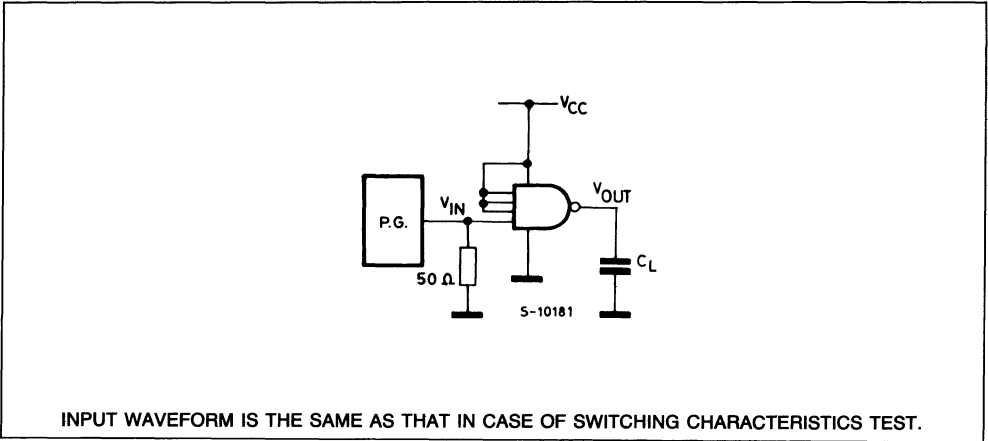 VCC
VIN
VOUT
P.G.
50 Ω
CL
S-10181
INPUT WAVEFORM IS THE SAME AS THAT IN CASE OF SWITCHING CHARACTERISTICS TEST.